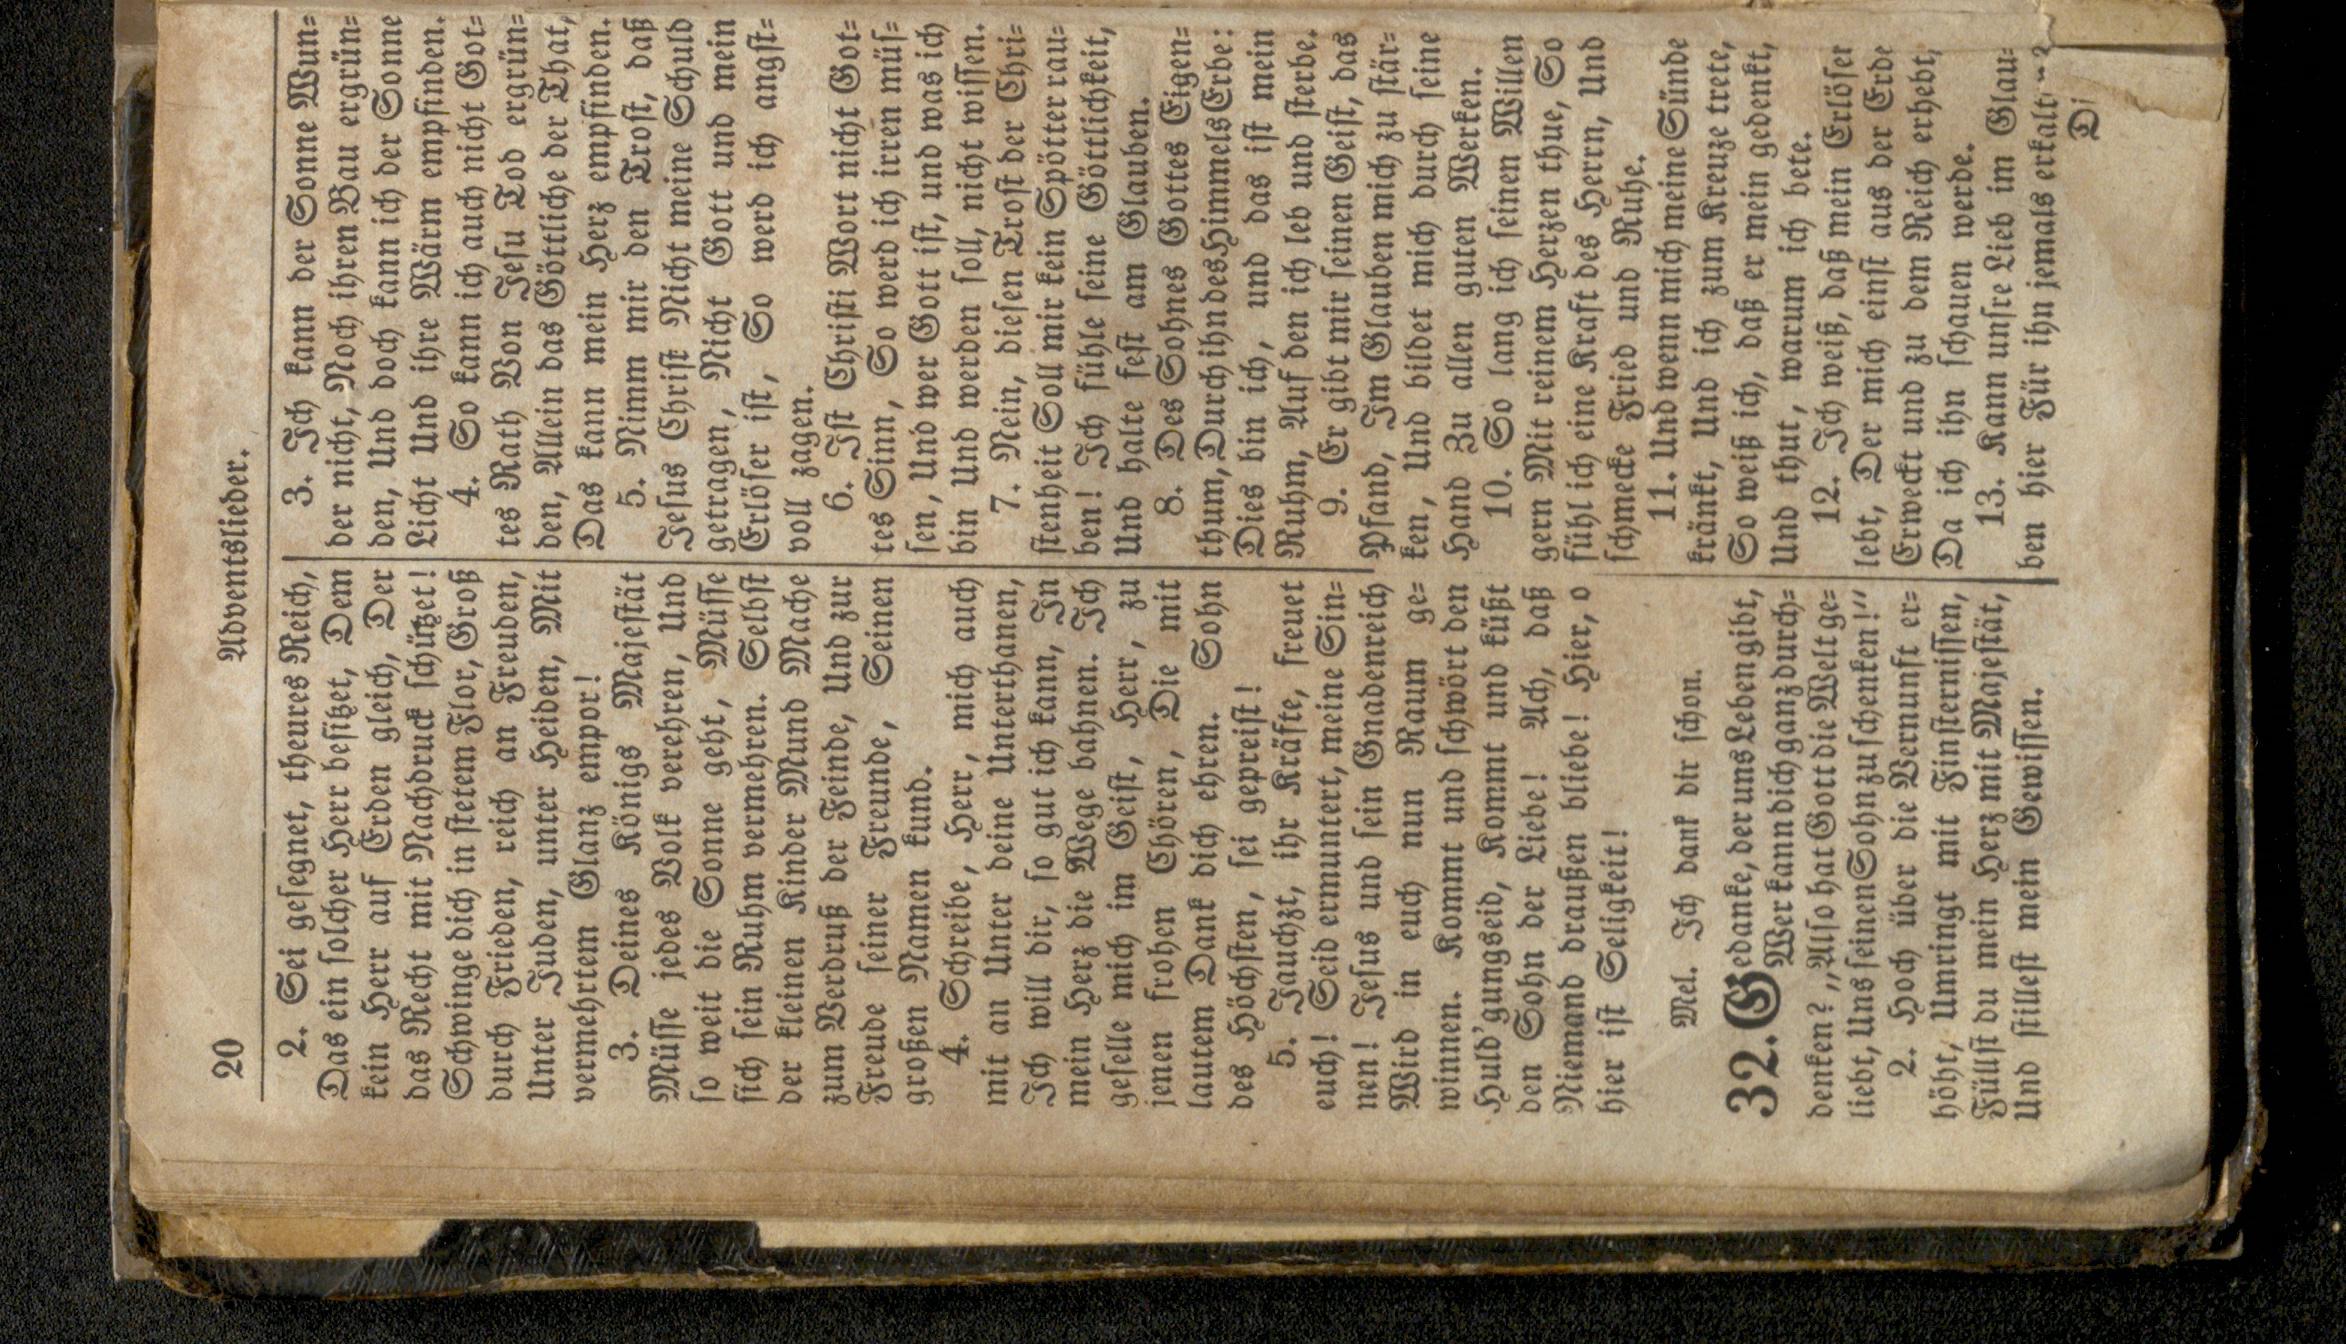 20
Adventslieder.
2. Sei gesegnet, theures Reich,
Das ein solcher Herr besitzet, Dem
kein Herr auf Erden gleich, Der
das Recht mit Nachdruck schützet!
Schwinge dich in stetem Flor, Groß
durch Frieden, reich an Freuden,
Unter Juden, unter Heiden, Mit
vermehrtem Glanz empor!
3. Deines Königs Majestät
Müsse jedes Volk verehren, Und
so weit die Sonne geht, Müsse
sich sein Ruhm vermehren. Selbst
der kleinen Kinder Mund Mache
zum Verdruß der Feinde, Und zur
Freude seiner Freunde, Seinen
großen Namen kund.
4. Schreibe, Herr, mich auch
mit an Unter deine Unterthanen,
Ich will dir, so gut ich kann, In
mein Herz die Wege bahnen. Ich
geselle mich im Geist, Herr, zu
jenen frohen Chören, Die mit
lautem Dank dich ehren. Sohn
des Höchsten, sei gepreist!
5. Jauchzt, ihr Kräfte, freuet
euch! Seid ermuntert, meine Sin=
nen! Jesus und sein Gnadenreich
Wird in euch nun Raum ge=
winnen. Kommt und schwört den
Huld'gungseid, Kommt und küßt
den Sohn der Liebe! Ach, daß
Niemand draußen bliebe! Hier, o
hier ist Seligkeit!
Mel. Ich dank dir schon.
32. Gedanke, der uns Leben gibt,
Wer kann dich ganz durch=
denken? „Also hat Gott die Welt ge=
liebt, Uns seinen Sohn zu schenken!"
2. Hoch über die Vernunft er=
höht, Umringt mit Finsternissen,
Füllst du mein Herz mit Majestät,
Und stillest mein Gewissen.
3. Ich kann der Sonne Wun=
der nicht, Noch ihren Bau ergrün=
den, Und doch kann ich der Sonne
Licht Und ihre Wärm empfinden.
4. So kann ich auch nicht Got=
tes Rath Von Jesu Tod ergrün=
den, Allein das Göttliche der That,
Das kann mein Herz empfinden.
5. Nimm mir den Trost, daß
Jesus Christ Nicht meine Schuld
getragen, Nicht Gott und mein
Erlöser ist, So werd ich angst=
voll zagen.
6. Ist Christi Wort nicht Got=
tes Sinn, So werd ich irren müs=
sen, Und wer Gott ist, und was ich
bin Und werden soll, nicht wissen.
7. Nein, diesen Trost der Chri=
stenheit Soll mir kein Spötter rau=
ben! Ich fühle seine Göttlichkeit,
Und halte fest am Glauben.
8. Des Sohnes Gottes Eigen=
thum, Durch ihn des Himmels Erbe:
Dies bin ich, und das ist mein
Ruhm, Auf den ich leb und sterbe.
9. Er gibt mir seinen Geist, das
Pfand, Im Glauben mich zu stär=
ken, Und bildet mich durch seine
Hand Zu allen guten Werken.
10. So lang ich seinen Willen
gern Mit reinem Herzen thue, So
fühl ich eine Kraft des Herrn, Und
schmecke Fried und Ruhe.
11. Und wenn mich meine Sünde
kränkt, Und ich zum Kreuze trete,
So weiß ich, daß er mein gedenkt,
Und thut, warum ich bete.
12. Ich weiß, daß mein Erlöser
lebt, Der mich einst aus der Erde
Erweckt und zu dem Reich erhebt,
Da ich ihn schauen werde.
13. Kann unsre Lieb im Glau=
ben hier Für ihn jemals erkalt